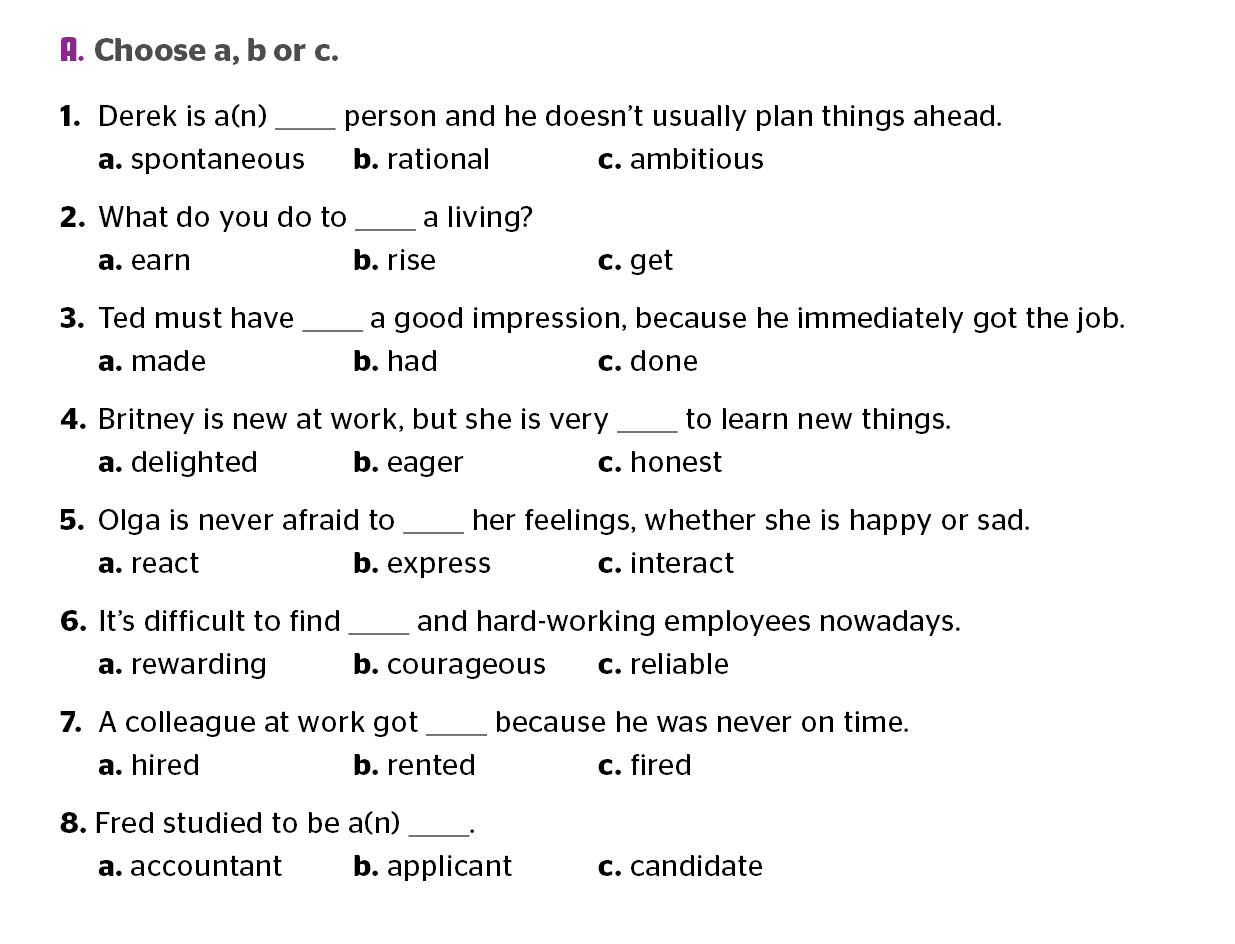 A. Choose a, b or c.
1. Derek is a(n) ____ person and he doesn’t usually plan things ahead.
a. spontaneous b. rational c. ambitious
2. What do you do to ____ a living?
a. earn b. rise c. get
3. Ted must have ____ a good impression, because he immediately got the job.
a. made b. had c. done
4. Britney is new at work, but she is very ____ to learn new things.
a. delighted b. eager c. honest
5. Olga is never afraid to ____ her feelings, whether she is happy or sad.
a. react b. express c. interact
6. It’s difficult to find ____ and hard-working employees nowadays.
a. rewarding b. courageous c. reliable
7. A colleague at work got ____ because he was never on time.
a. hired b. rented c. fired
8. Fred studied to be a(n) ____.
a. accountant b. applicant c. candidate